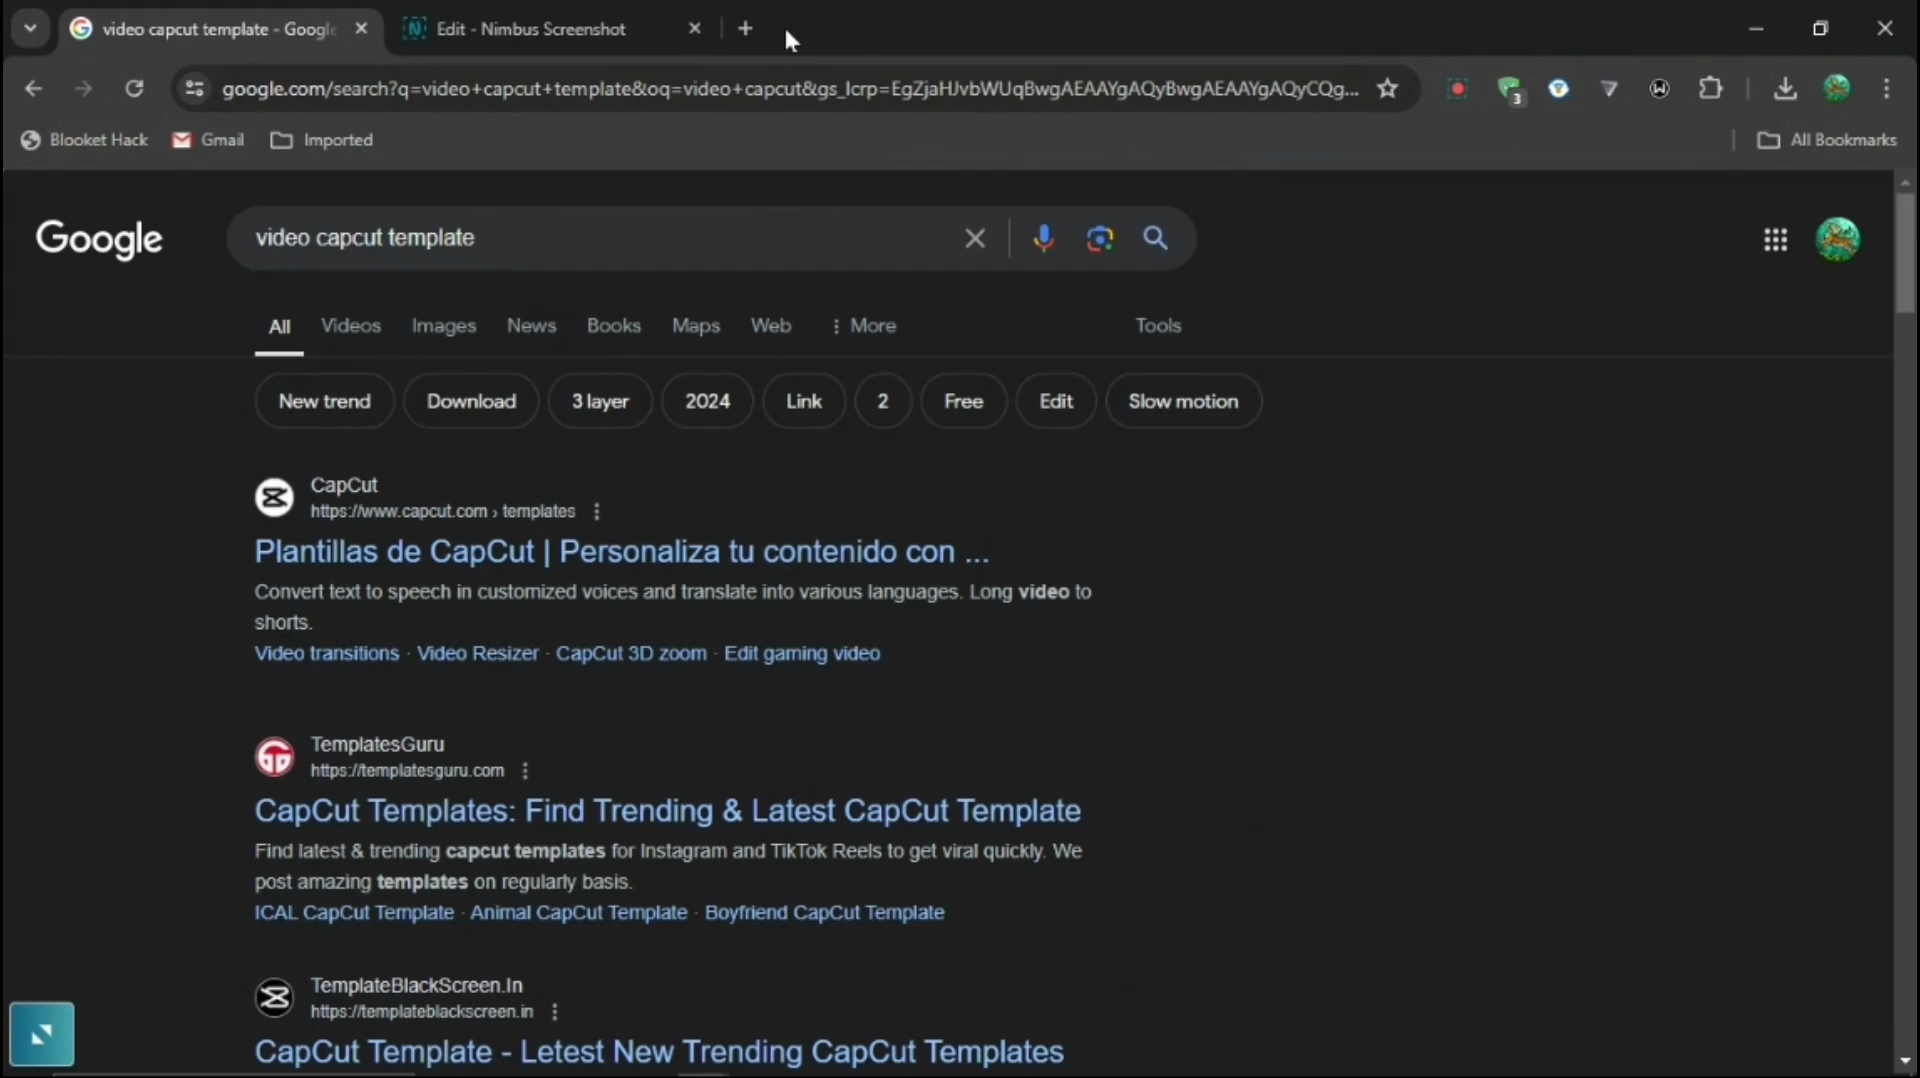 video capcut template - Google
Edit - Nimbus Screenshot
google.com/search?q=video+capcut+template&oq=video+capcut&gs_lcrp=EgZjaHJvbWUqBwgAEAAYgAQyBwgAEAAYgAQyCQg...
3
Blooket Hack
Gmail
Imported
All Bookmarks
Google
video capcut template
All
Videos
Images
News
Books
Maps
Web
More
Tools
New trend
Download
3 layer
2024
Link
2
Free
Edit
Slow motion
CapCut
https://www.capcut.com › templates
Plantillas de CapCut | Personaliza tu contenido con ...
Convert text to speech in customized voices and translate into various languages. Long video to
shorts.
Video transitions · Video Resizer · CapCut 3D zoom · Edit gaming video
TemplatesGuru
https://templatesguru.com
CapCut Templates: Find Trending & Latest CapCut Template
Find latest & trending capcut templates for Instagram and TikTok Reels to get viral quickly. We
post amazing templates on regularly basis.
ICAL CapCut Template · Animal CapCut Template · Boyfriend CapCut Template
TemplateBlackScreen.In
https://templateblackscreen.in
CapCut Template - Letest New Trending CapCut Templates